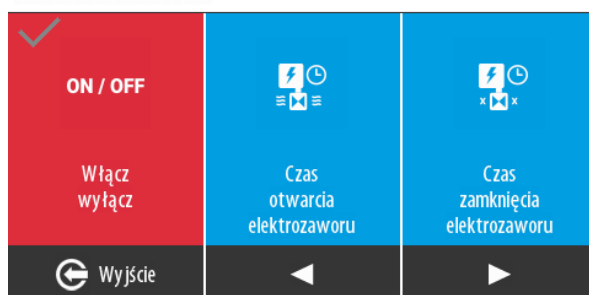 ON / OFF
Włącz
wyłącz
Czas
otwarcia
elektrozaworu
Czas
zamknięcia
elektrozaworu
Wyjście